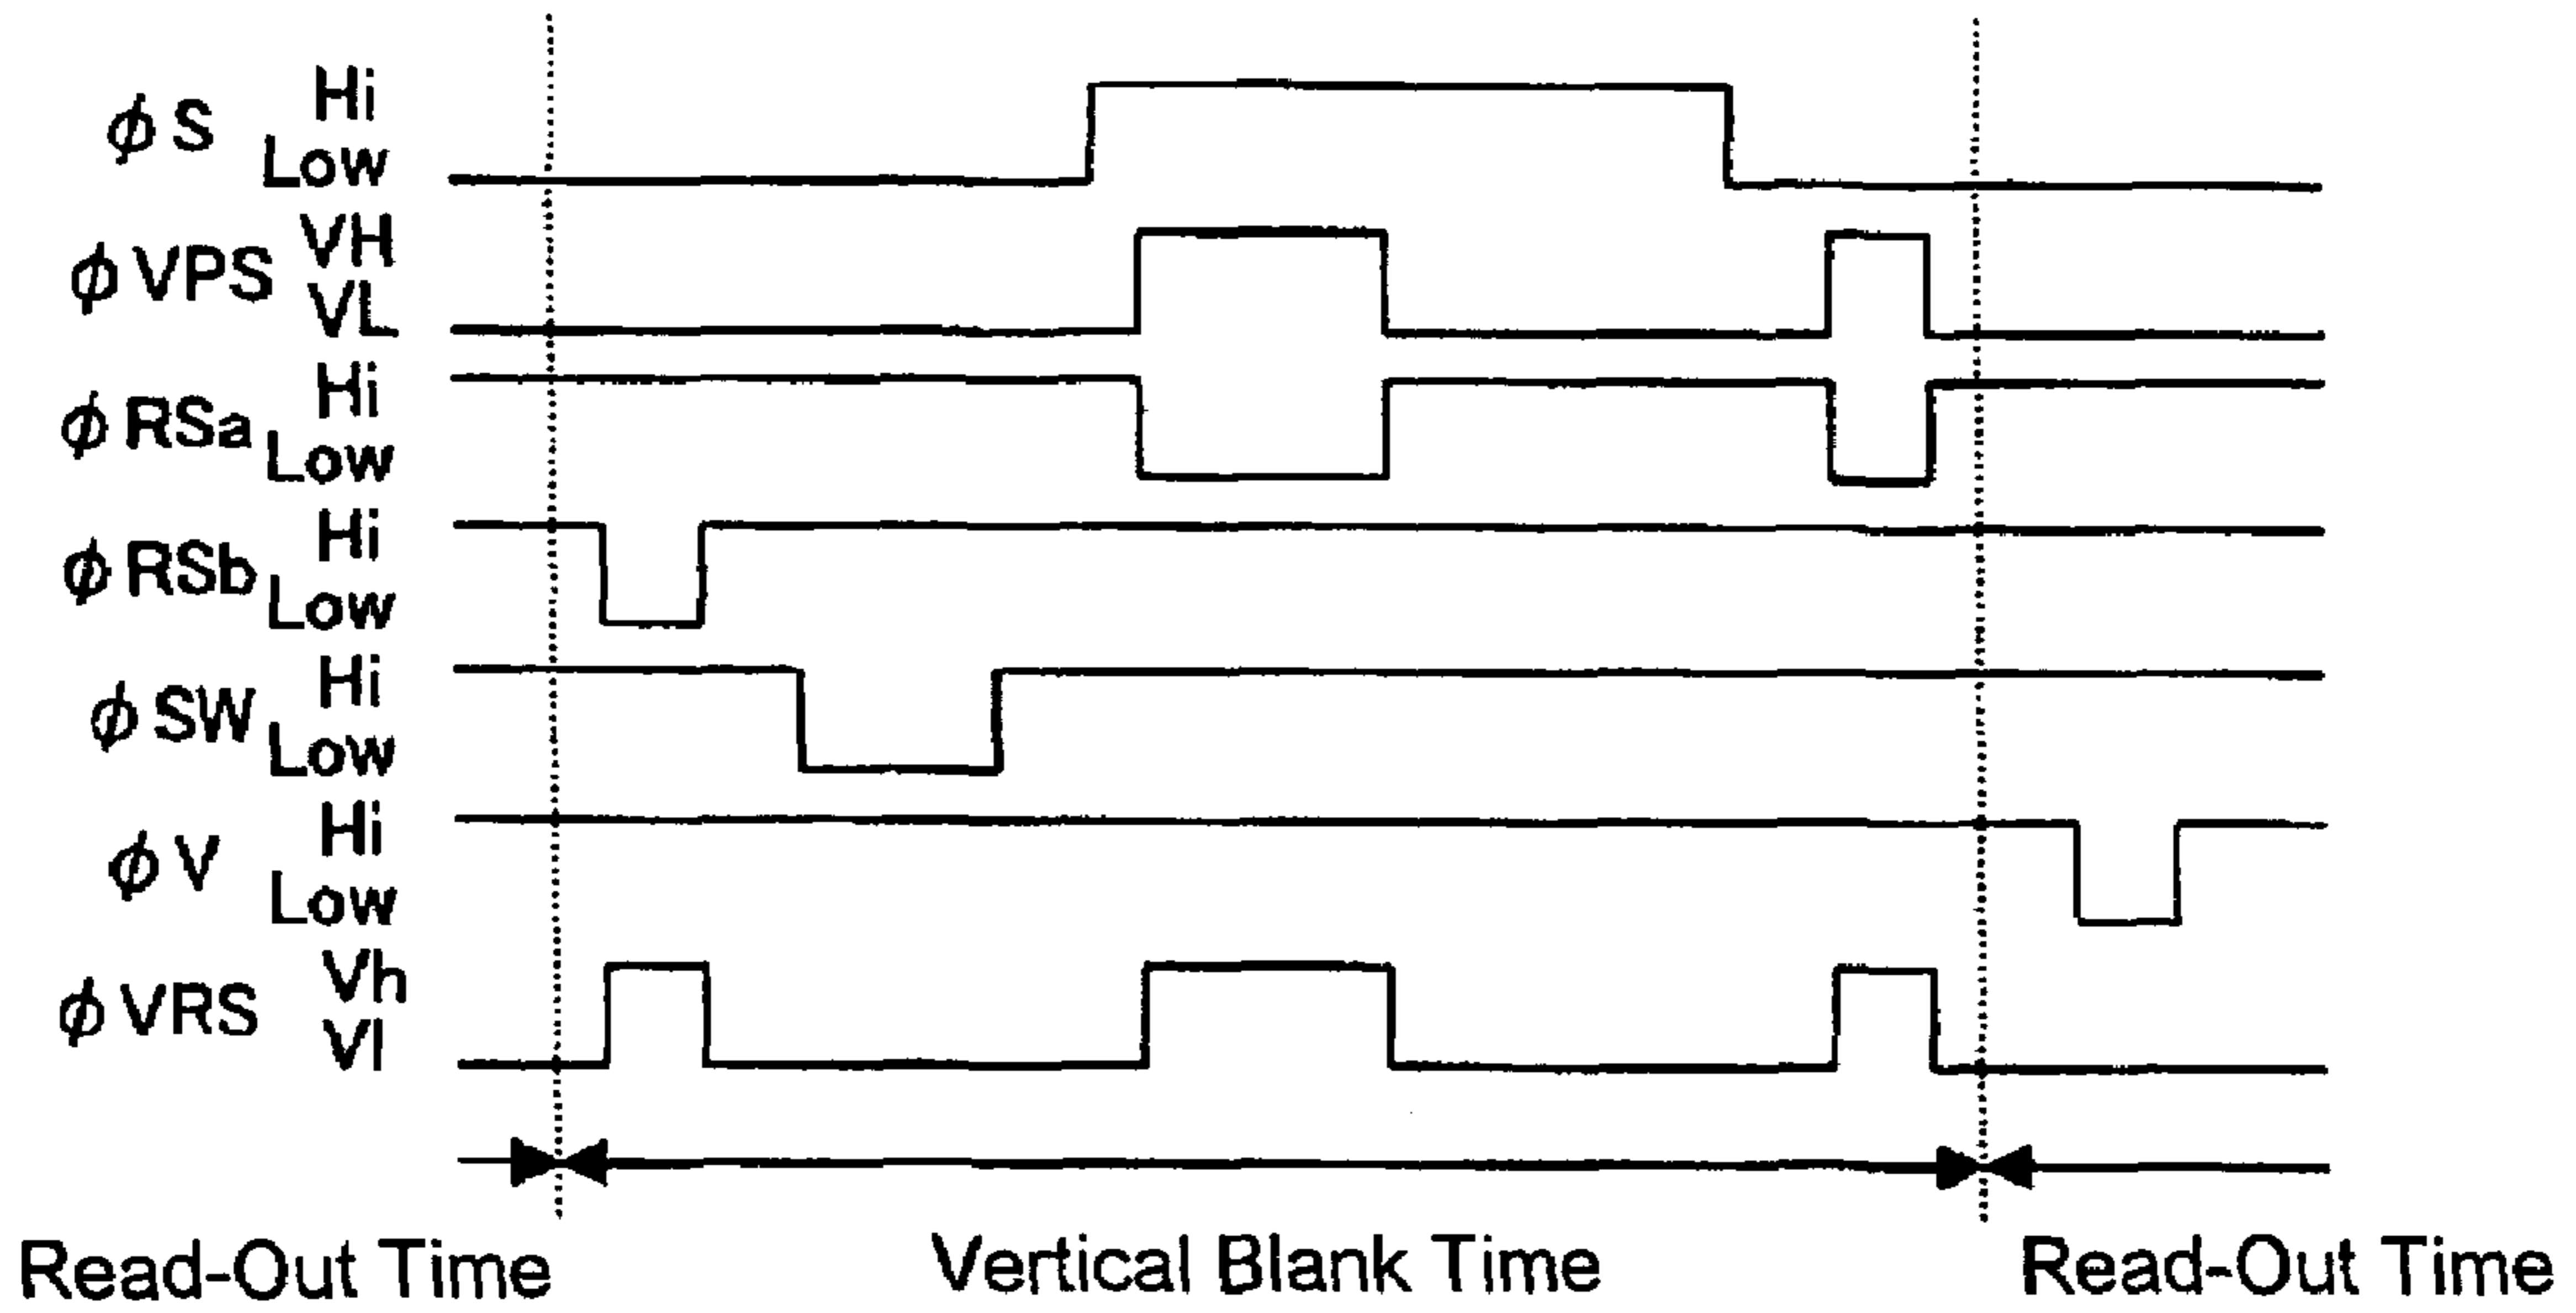 φS Hi
Low
φVPS VH
VL
φRSa Hi
Low
φRSb Hi
Low
φSW Hi
Low
φV Hi
Low
φVRS Vh
Vl
Read-Out Time Vertical Blank Time Read-Out Time